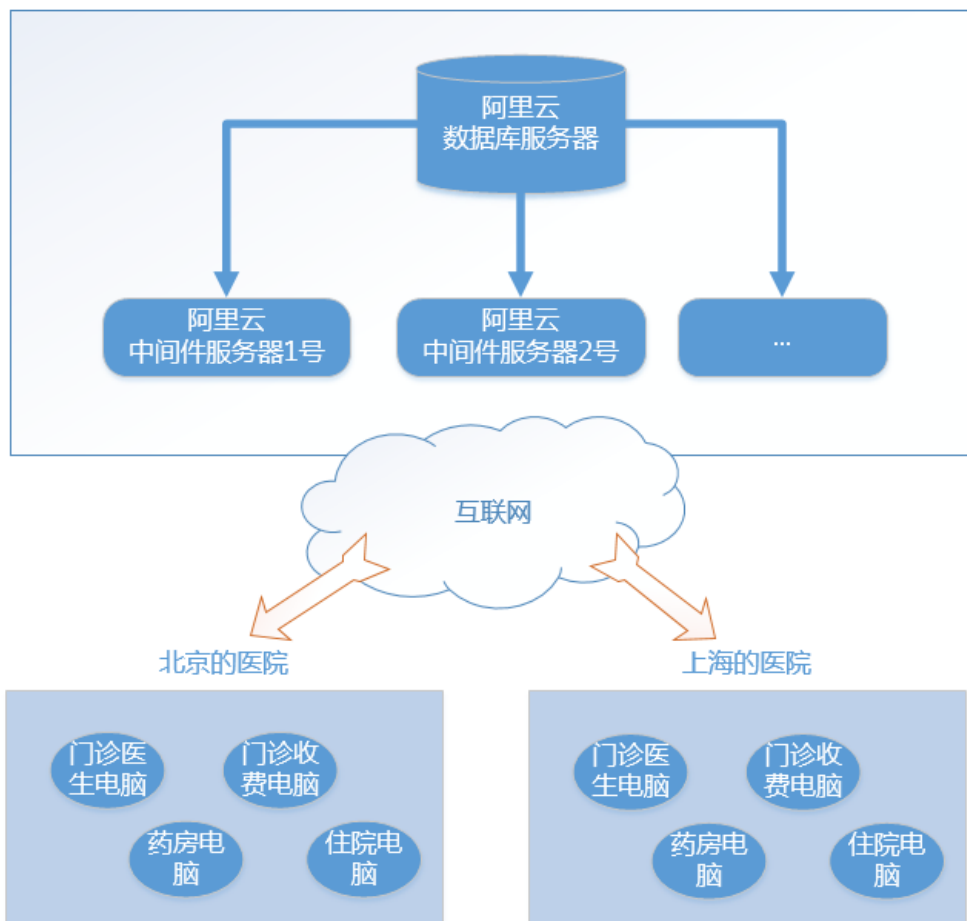 阿里云
数据库服务器
阿里云
中间件服务器1号
阿里云
中间件服务器2号
...
互联网
北京的医院
上海的医院
门诊医
生电脑
门诊收
费电脑
药房电
脑
住院电
脑
门诊医
生电脑
门诊收
费电脑
药房电
脑
住院电
脑